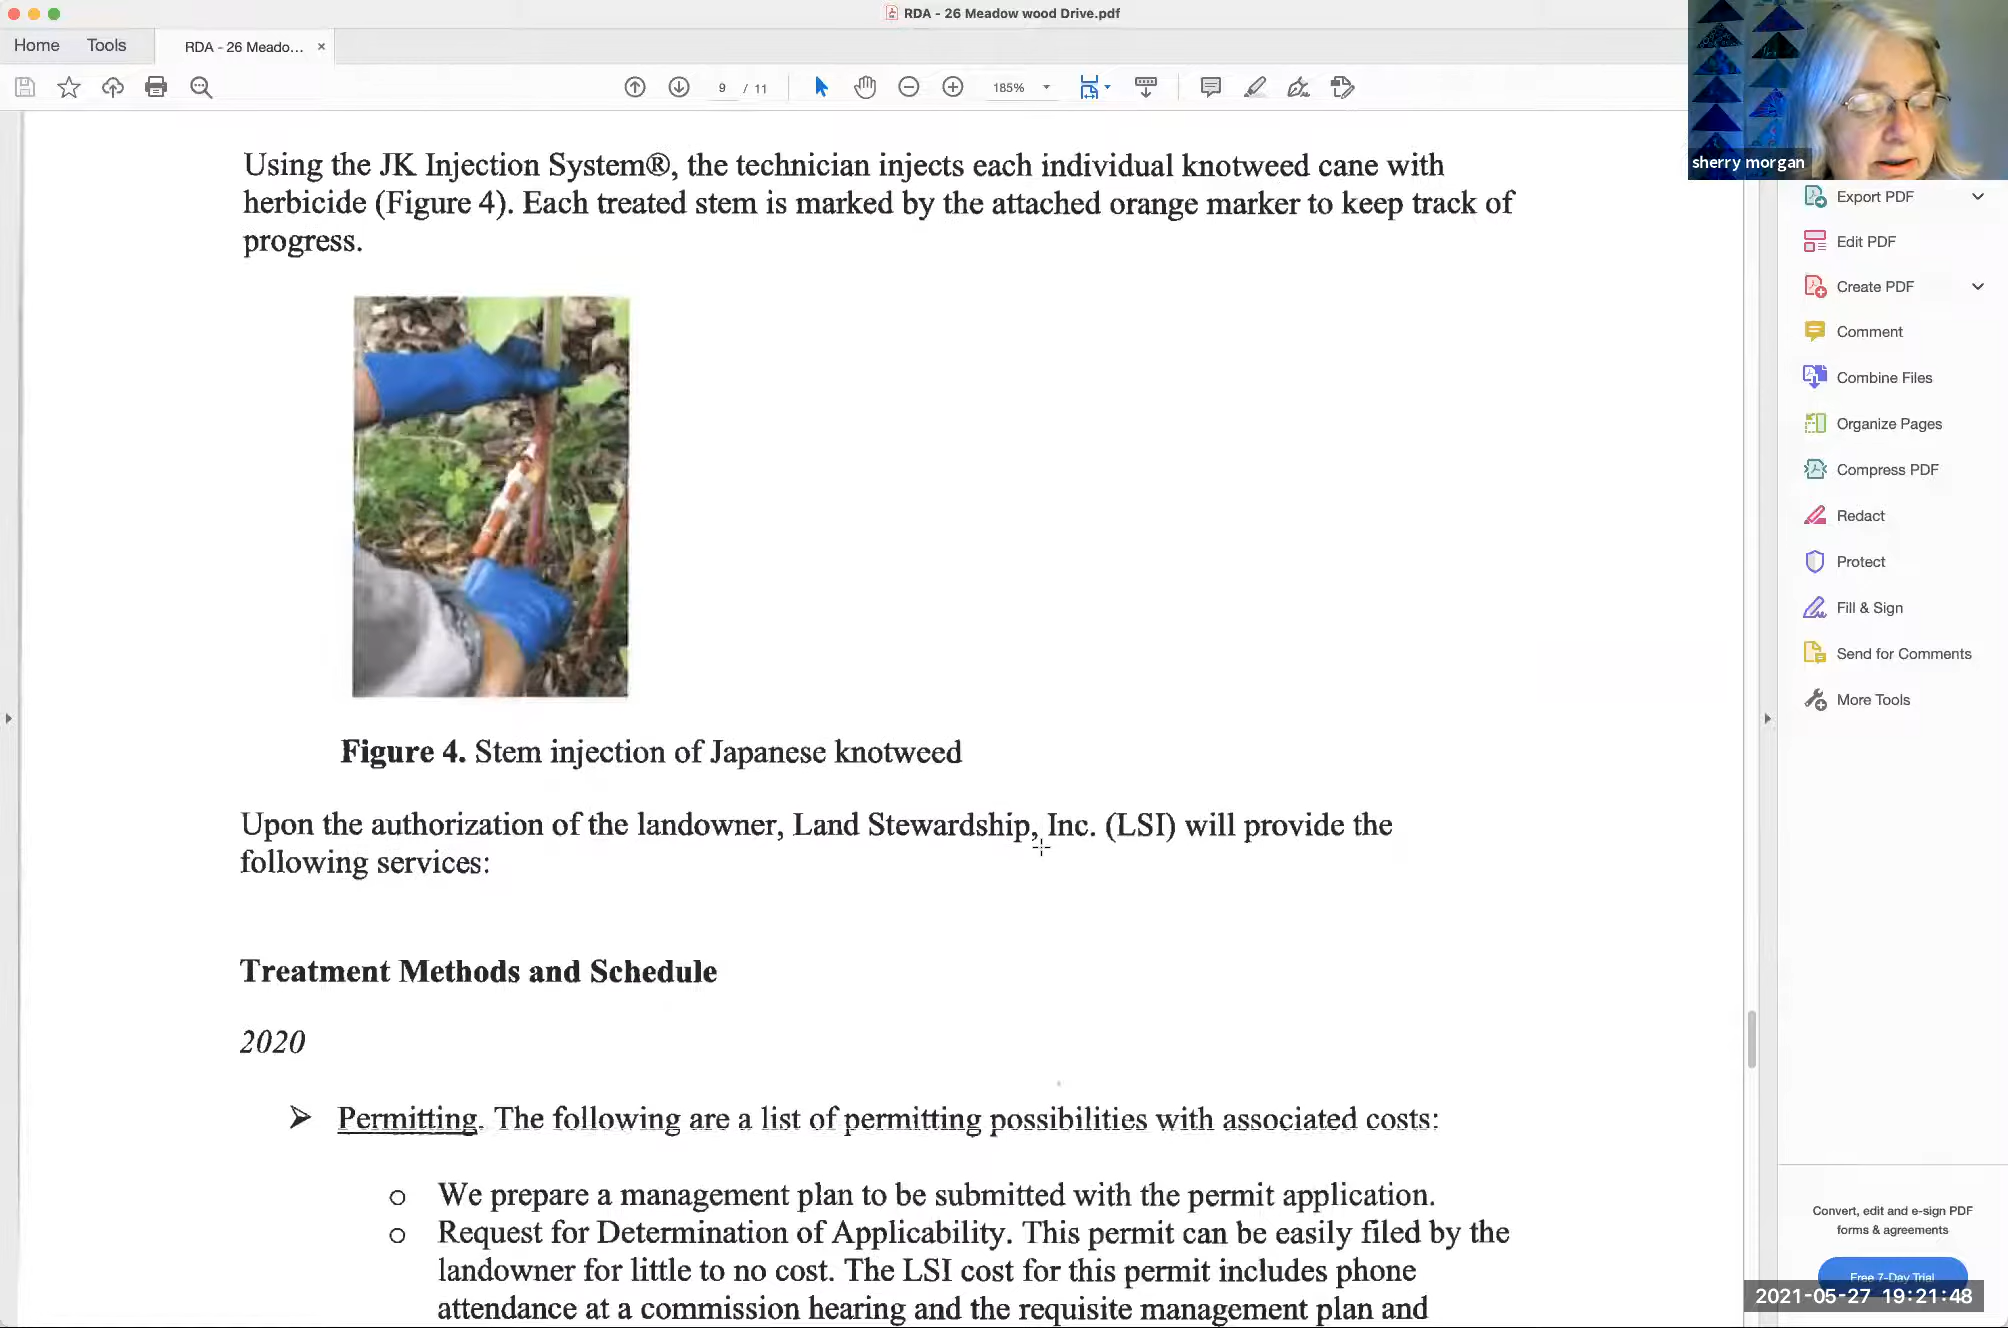 RDA - 26 Meadow wood Drive.pdf
Home
Tools
RDA - 26 Meado... ×
9 / 11
185%
sherry morgan
Using the JK Injection System®, the technician injects each individual knotweed cane with
herbicide (Figure 4). Each treated stem is marked by the attached orange marker to keep track of
progress.
Figure 4. Stem injection of Japanese knotweed
Upon the authorization of the landowner, Land Stewardship, Inc. (LSI) will provide the
following services:
Treatment Methods and Schedule
2020
➢ Permitting. The following are a list of permitting possibilities with associated costs:
o We prepare a management plan to be submitted with the permit application.
o Request for Determination of Applicability. This permit can be easily filed by the
landowner for little to no cost. The LSI cost for this permit includes phone
attendance at a commission hearing and the requisite management plan and
Export PDF
Edit PDF
Create PDF
Comment
Combine Files
Organize Pages
Compress PDF
Redact
Protect
Fill & Sign
Send for Comments
More Tools
Convert, edit and e-sign PDF
forms & agreements
Free 7-Day Trial
2021-05-27 19:21:48